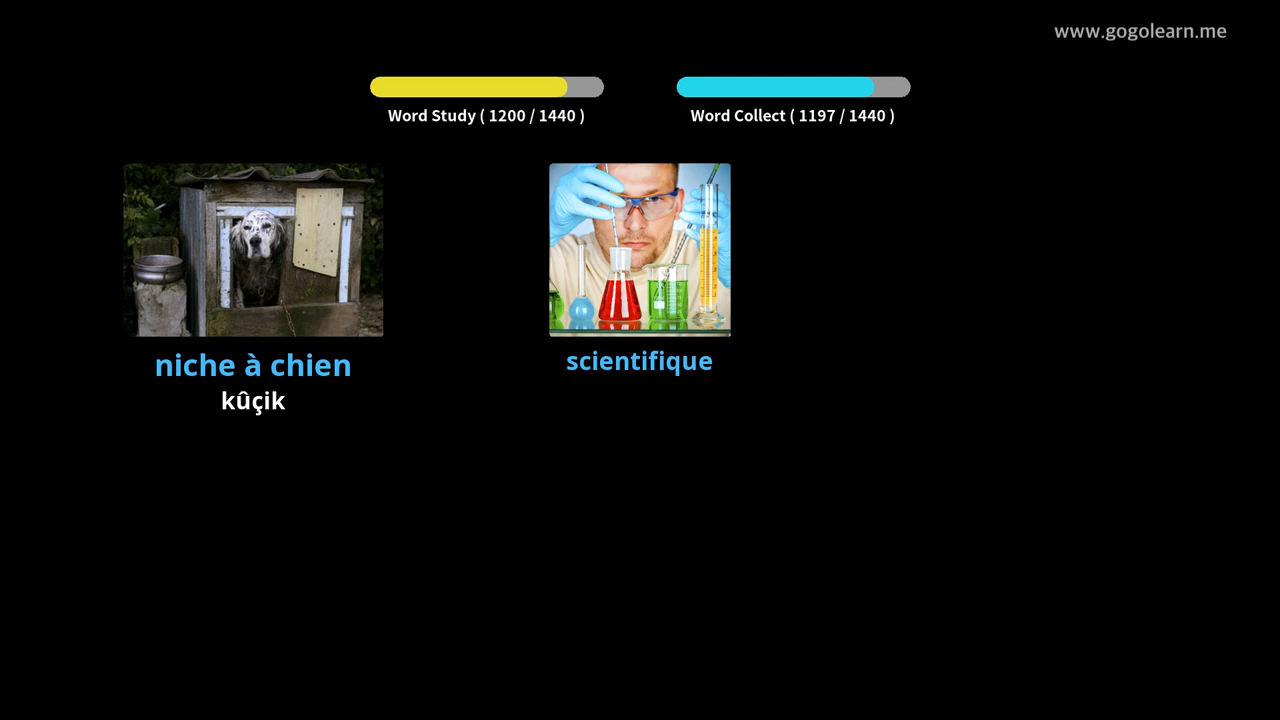 www.gogolearn.me
Word Study ( 1200 / 1440 )
Word Collect ( 1197 / 1440 )
niche à chien
kûçik
scientifique